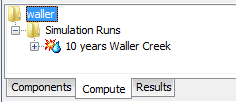 waller
Simulation Runs
10 years Waller Creek
Components Compute Results